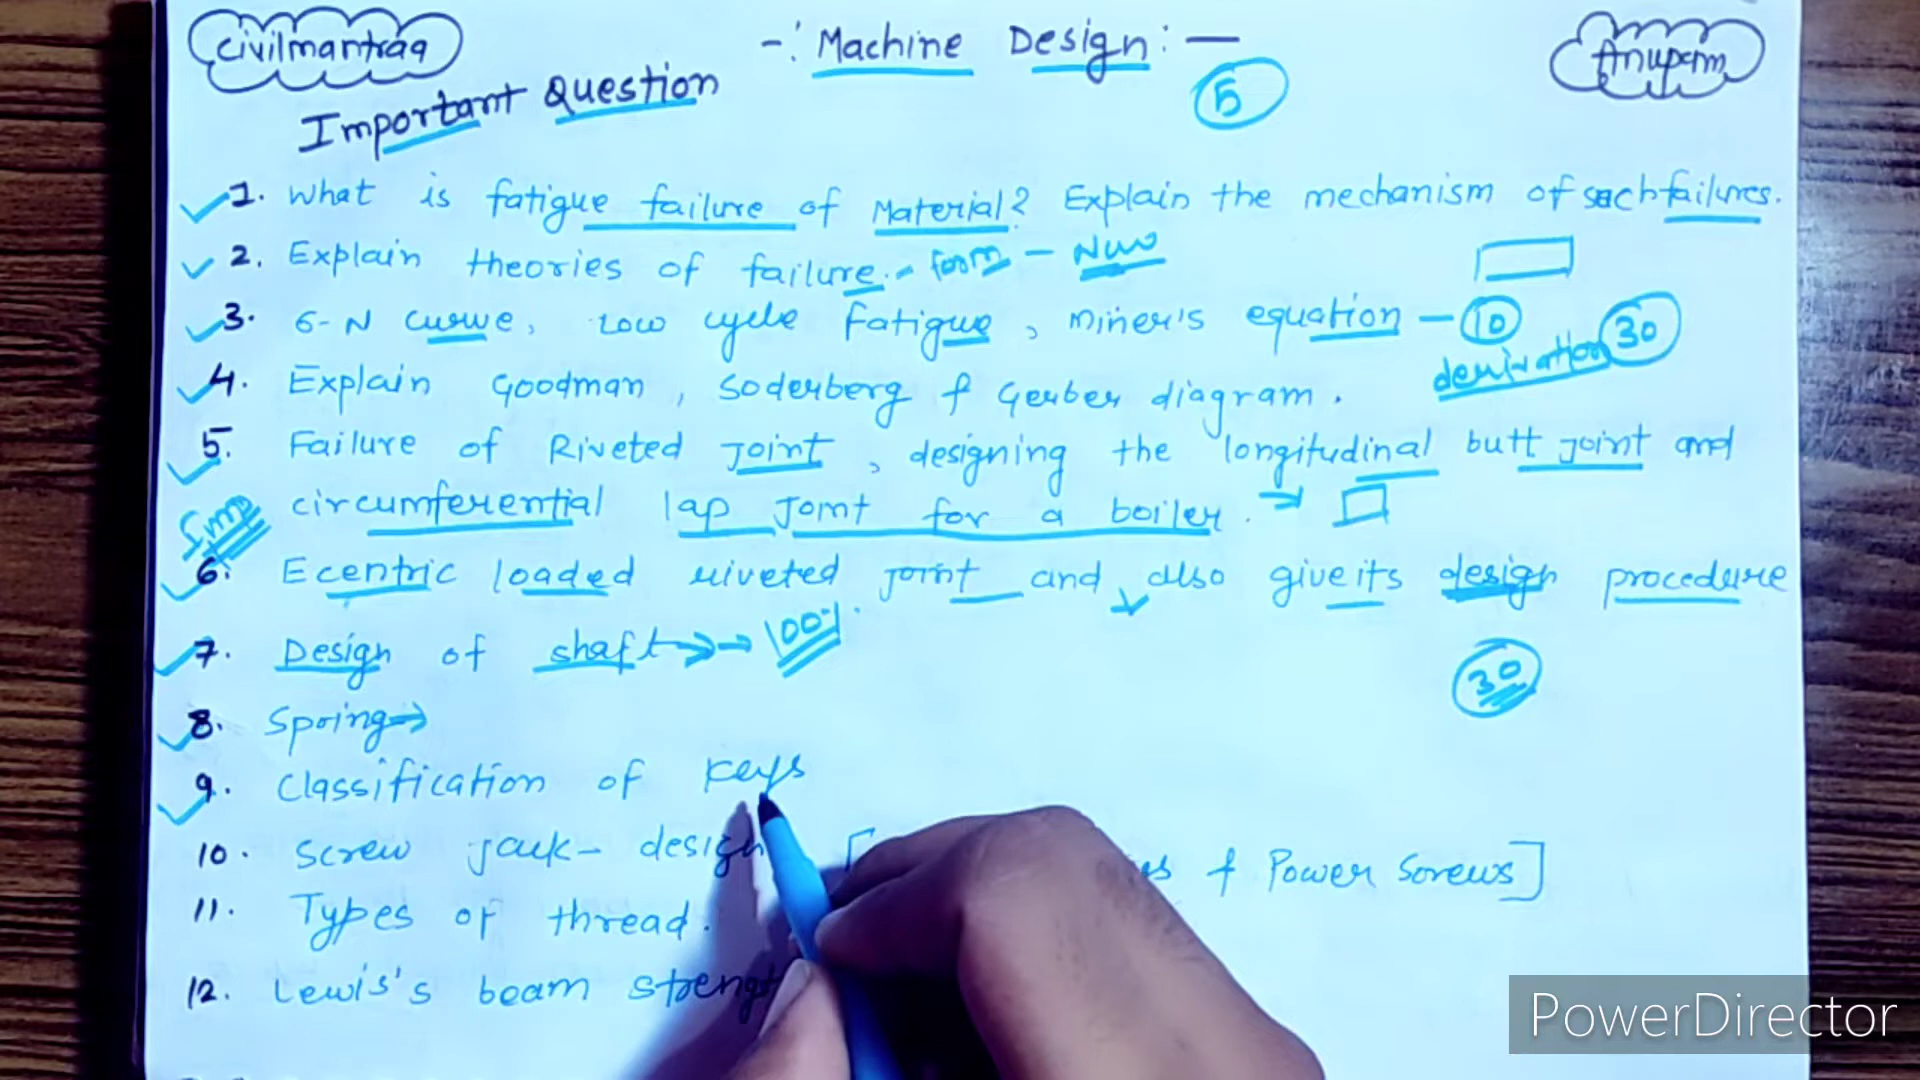 civilmantraa
-: Machine Design: —
Anupam
Important Question
5
1. What is fatigue failure of Material? Explain the mechanism of such failures.
2. Explain theories of failure. - form - Num
3. 6-N curve, Low cycle fatigue, Miner's equation - 10
derivation 30
4. Explain Goodman, Soderberg & Gerber diagram.
5. Failure of Riveted Joint, designing the longitudinal butt joint and
circumferential lap Joint for a boiler. →
Imp
6. Ecentric loaded riveted joint and also give its design procedure
7. Design of shaft → → 100%.
30
8. Spring →
9. Classification of Keys
10. Screw Jack - design [ & Power Screws]
11. Types of thread.
12. Lewis's beam strengt
PowerDirector